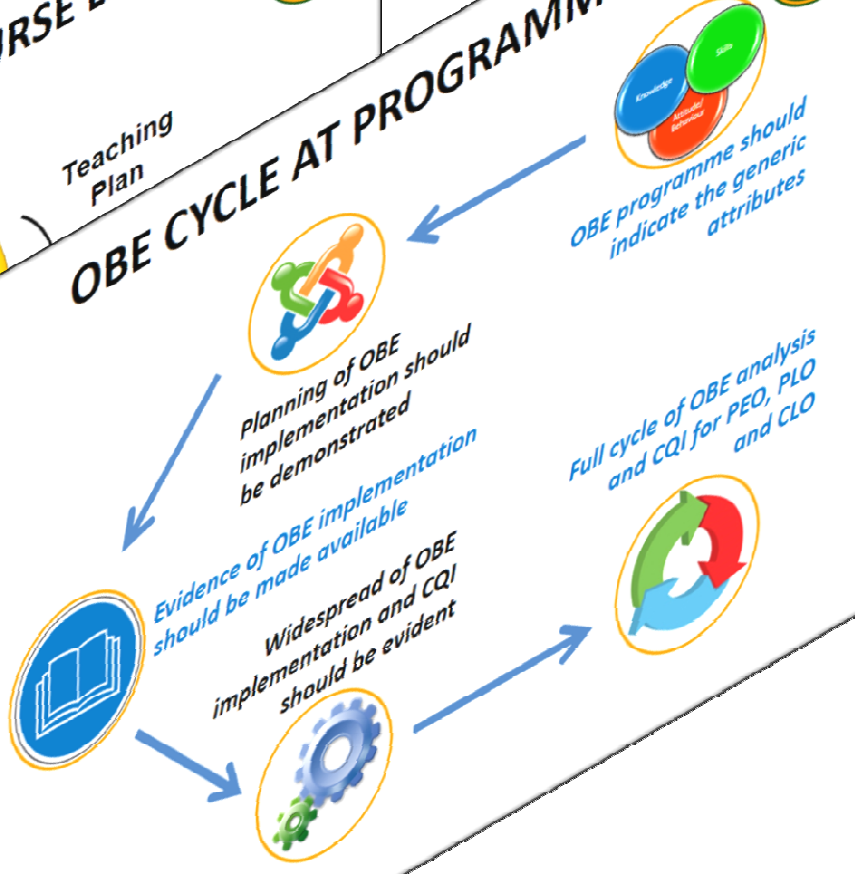 Teaching
Plan
OBE CYCLE AT
Knowledge
Skills
Attitude/
Behaviour
OBE programme should
indicate the generic
attributes
Planning of OBE
implementation should
be demonstrated
Evidence of OBE implementation
should be made available
Widespread of OBE
implementation and CQI
should be evident
Full cycle of OBE analysis
and CQI for PEO, PLO
and CLO